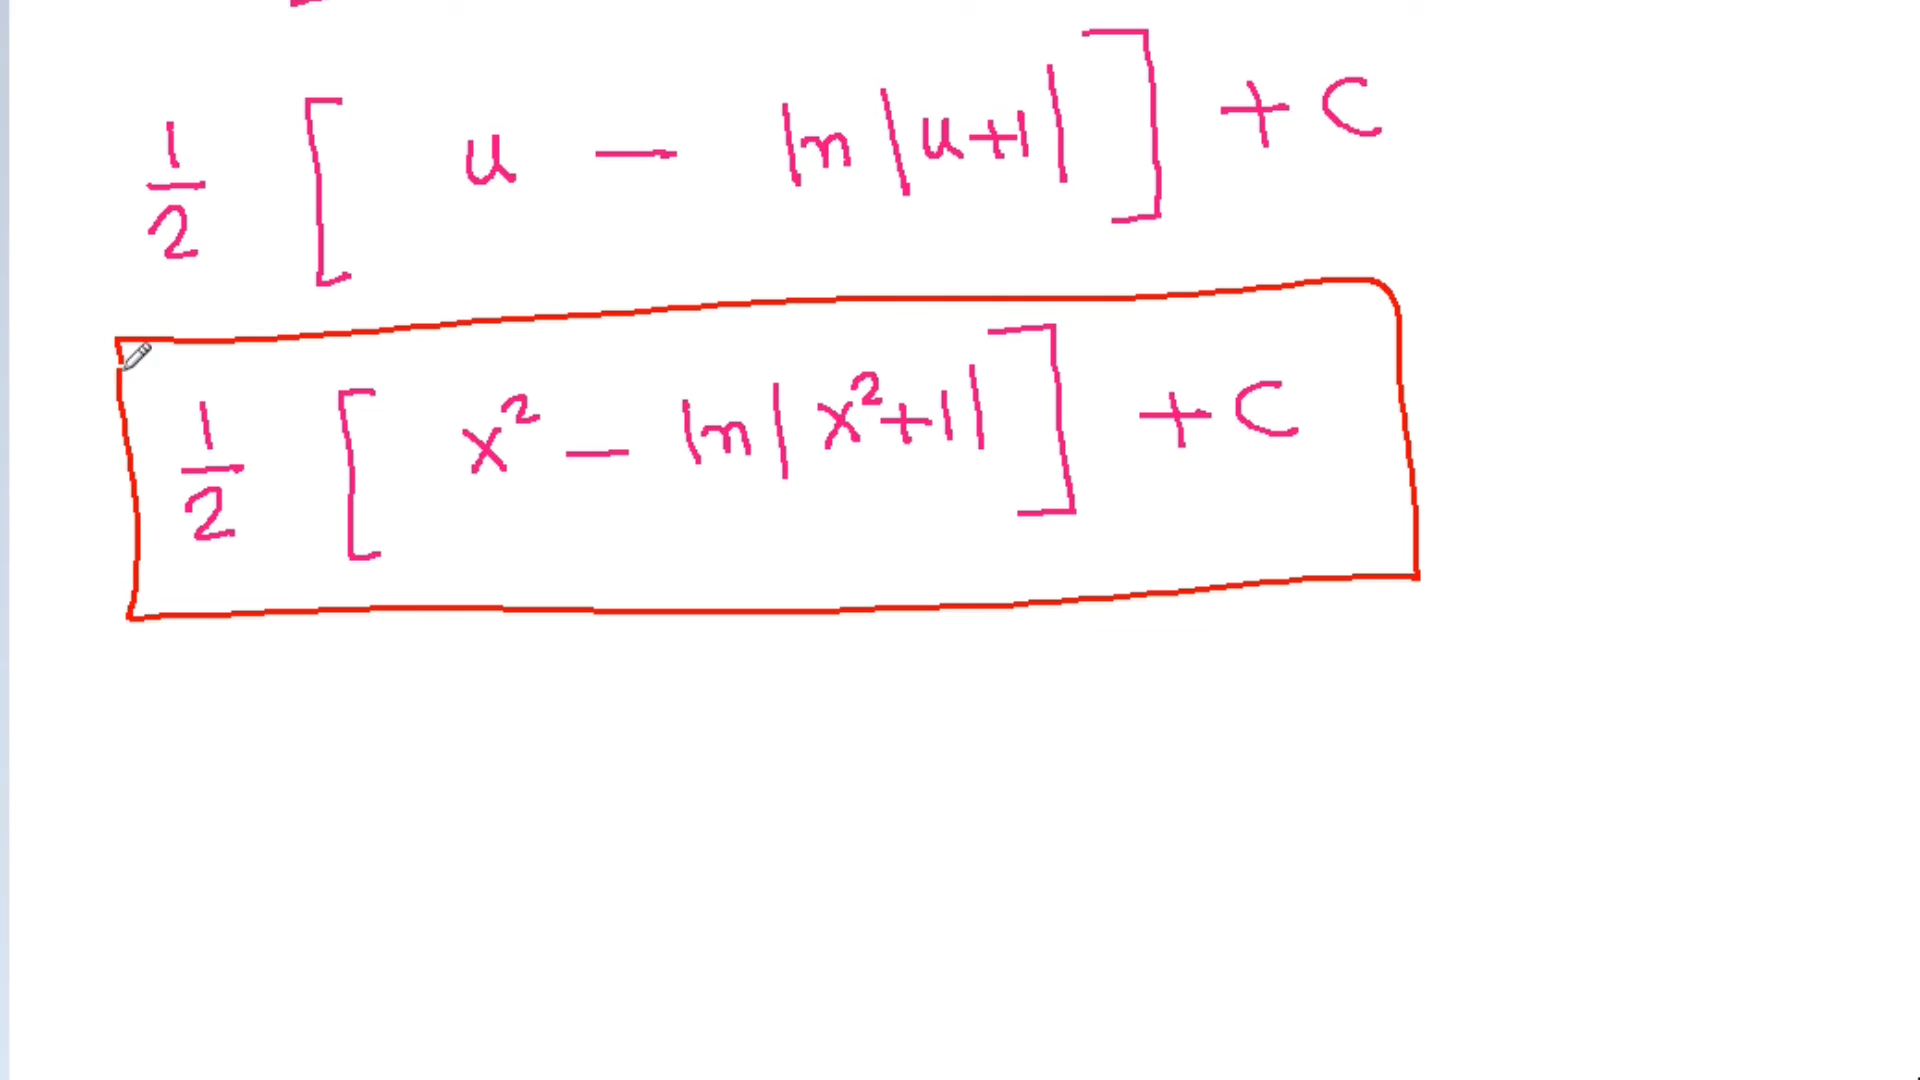 1/2 [ u − ln|u+1| ] + C
1/2 [ x² − ln|x²+1| ] + C